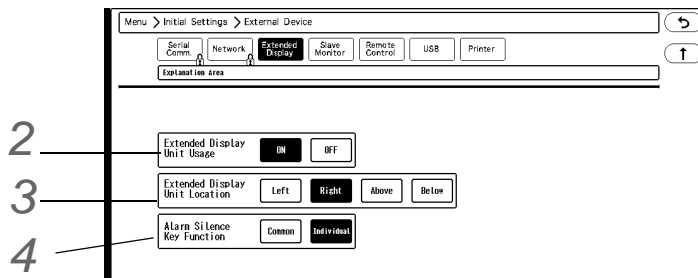 Menu > Initial Settings > External Device
Serial Comm.
Network
Extended Display
Slave Monitor
Remote Control
USB
Printer
Explanation Area
2
Extended Display Unit Usage
ON
OFF
3
Extended Display Unit Location
Left
Right
Above
Below
4
Alarm Silence Key Function
Common
Individual